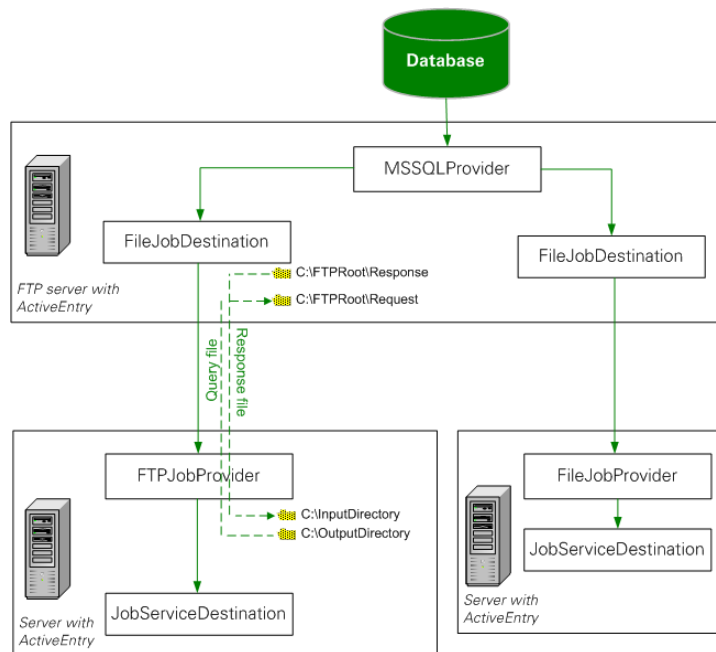 Database
MSSQLProvider
FileJobDestination
FileJobDestination
C:\FTPRoot\Response
C:\FTPRoot\Request
FTP server with
ActiveEntry
Query file
Response file
FTPJobProvider
FileJobProvider
C:\InputDirectory
C:\OutputDirectory
JobServiceDestination
JobServiceDestination
Server with
ActiveEntry
Server with
ActiveEntry